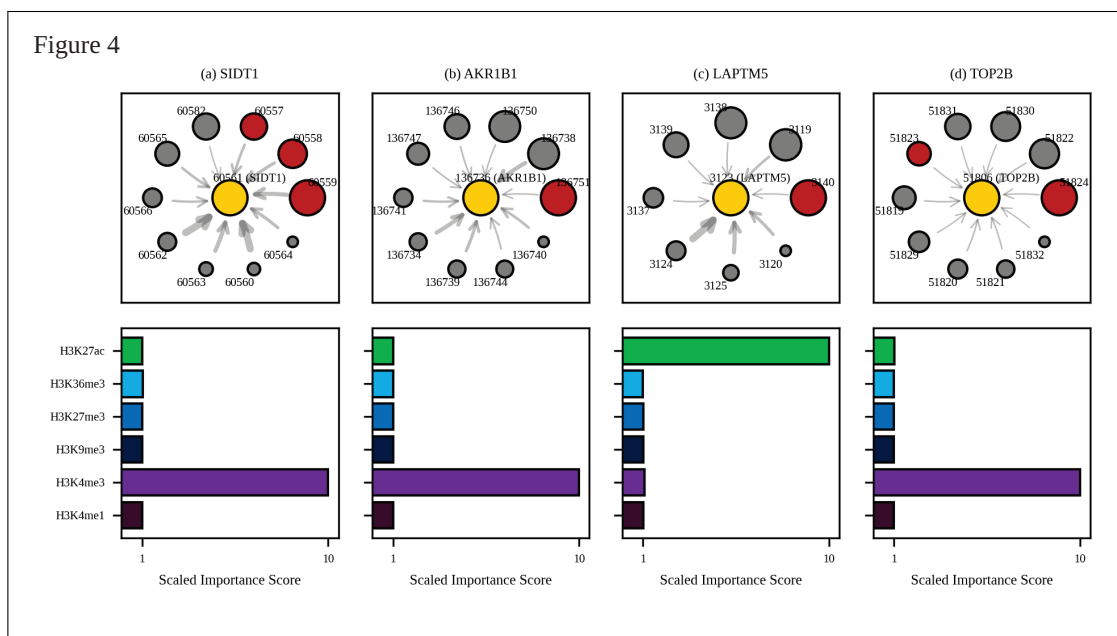 Figure 4
(a) SIDT1
(b) AKR1B1
(c) LAPTM5
(d) TOP2B
60582
60557
60565
60558
60561 (SIDT1)
60559
60566
60562
60564
60563
60560
136746
136750
136747
136738
136736 (AKR1B1)
136751
136741
136734
136740
136739
136744
3138
3139
3119
3123 (LAPTM5)
3140
3137
3124
3120
3125
51831
51830
51823
51822
51806 (TOP2B)
51824
51819
51829
51832
51820
51821
H3K27ac
H3K36me3
H3K27me3
H3K9me3
H3K4me3
H3K4me1
1
10
1
10
1
10
1
10
Scaled Importance Score
Scaled Importance Score
Scaled Importance Score
Scaled Importance Score